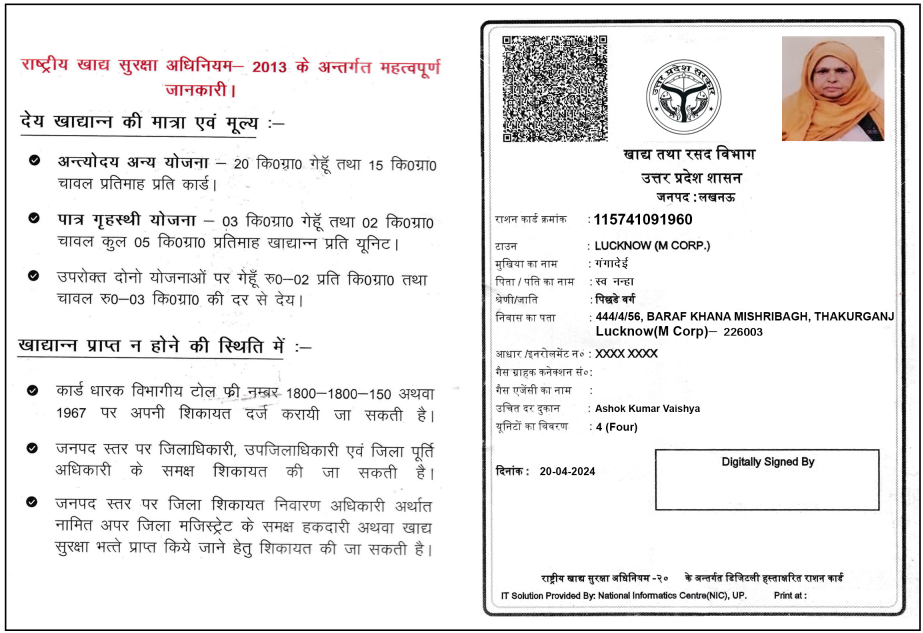 राष्ट्रीय खाद्य सुरक्षा अधिनियम– 2013 के अन्तर्गत महत्वपूर्ण
जानकारी।
देय खाद्यान्न की मात्रा एवं मूल्य :–
अन्त्योदय अन्य योजना – 20 कि0ग्रा0 गेहूँ तथा 15 कि0ग्रा0
चावल प्रतिमाह प्रति कार्ड।
पात्र गृहस्थी योजना – 03 कि0ग्रा0 गेहूँ तथा 02 कि0ग्रा0
चावल कुल 05 कि0ग्रा0 प्रतिमाह खाद्यान्न प्रति यूनिट।
उपरोक्त दोनो योजनाओं पर गेहूँ रु0–02 प्रति कि0ग्रा0 तथा
चावल रु0–03 कि0ग्रा0 की दर से देय।
खाद्यान्न प्राप्त न होने की स्थिति में :–
कार्ड धारक विभागीय टोल फ्री नम्बर 1800–1800–150 अथवा
1967 पर अपनी शिकायत दर्ज करायी जा सकती है।
जनपद स्तर पर जिलाधिकारी, उपजिलाधिकारी एवं जिला पूर्ति
अधिकारी के समक्ष शिकायत की जा सकती है।
जनपद स्तर पर जिला शिकायत निवारण अधिकारी अर्थात
नामित अपर जिला मजिस्ट्रेट के समक्ष हकदारी अथवा खाद्य
सुरक्षा भत्ते प्राप्त किये जाने हेतु शिकायत की जा सकती है।
उत्तर प्रदेश सरकार
खाद्य तथा रसद विभाग
उत्तर प्रदेश शासन
जनपद :लखनऊ
राशन कार्ड क्रमांक : 115741091960
टाउन : LUCKNOW (M CORP.)
मुखिया का नाम : गंगादेई
पिता / पति का नाम : स्व नन्हा
श्रेणी/जाति : पिछडे वर्ग
निवास का पता : 444/4/56, BARAF KHANA MISHRIBAGH, THAKURGANJ
Lucknow(M Corp)– 226003
आधार /इनरोलमेंट न० : XXXX XXXX
गैस ग्राहक कनेक्शन सं०:
गैस एजेंसी का नाम :
उचित दर दुकान : Ashok Kumar Vaishya
यूनिटों का विवरण : 4 (Four)
दिनांक : 20-04-2024
Digitally Signed By
राष्ट्रीय खाद्य सुरक्षा अधिनियम -२० के अन्तर्गत डिजिटली हस्ताक्षरित राशन कार्ड
IT Solution Provided By: National Informatics Centre(NIC), UP. Print at :